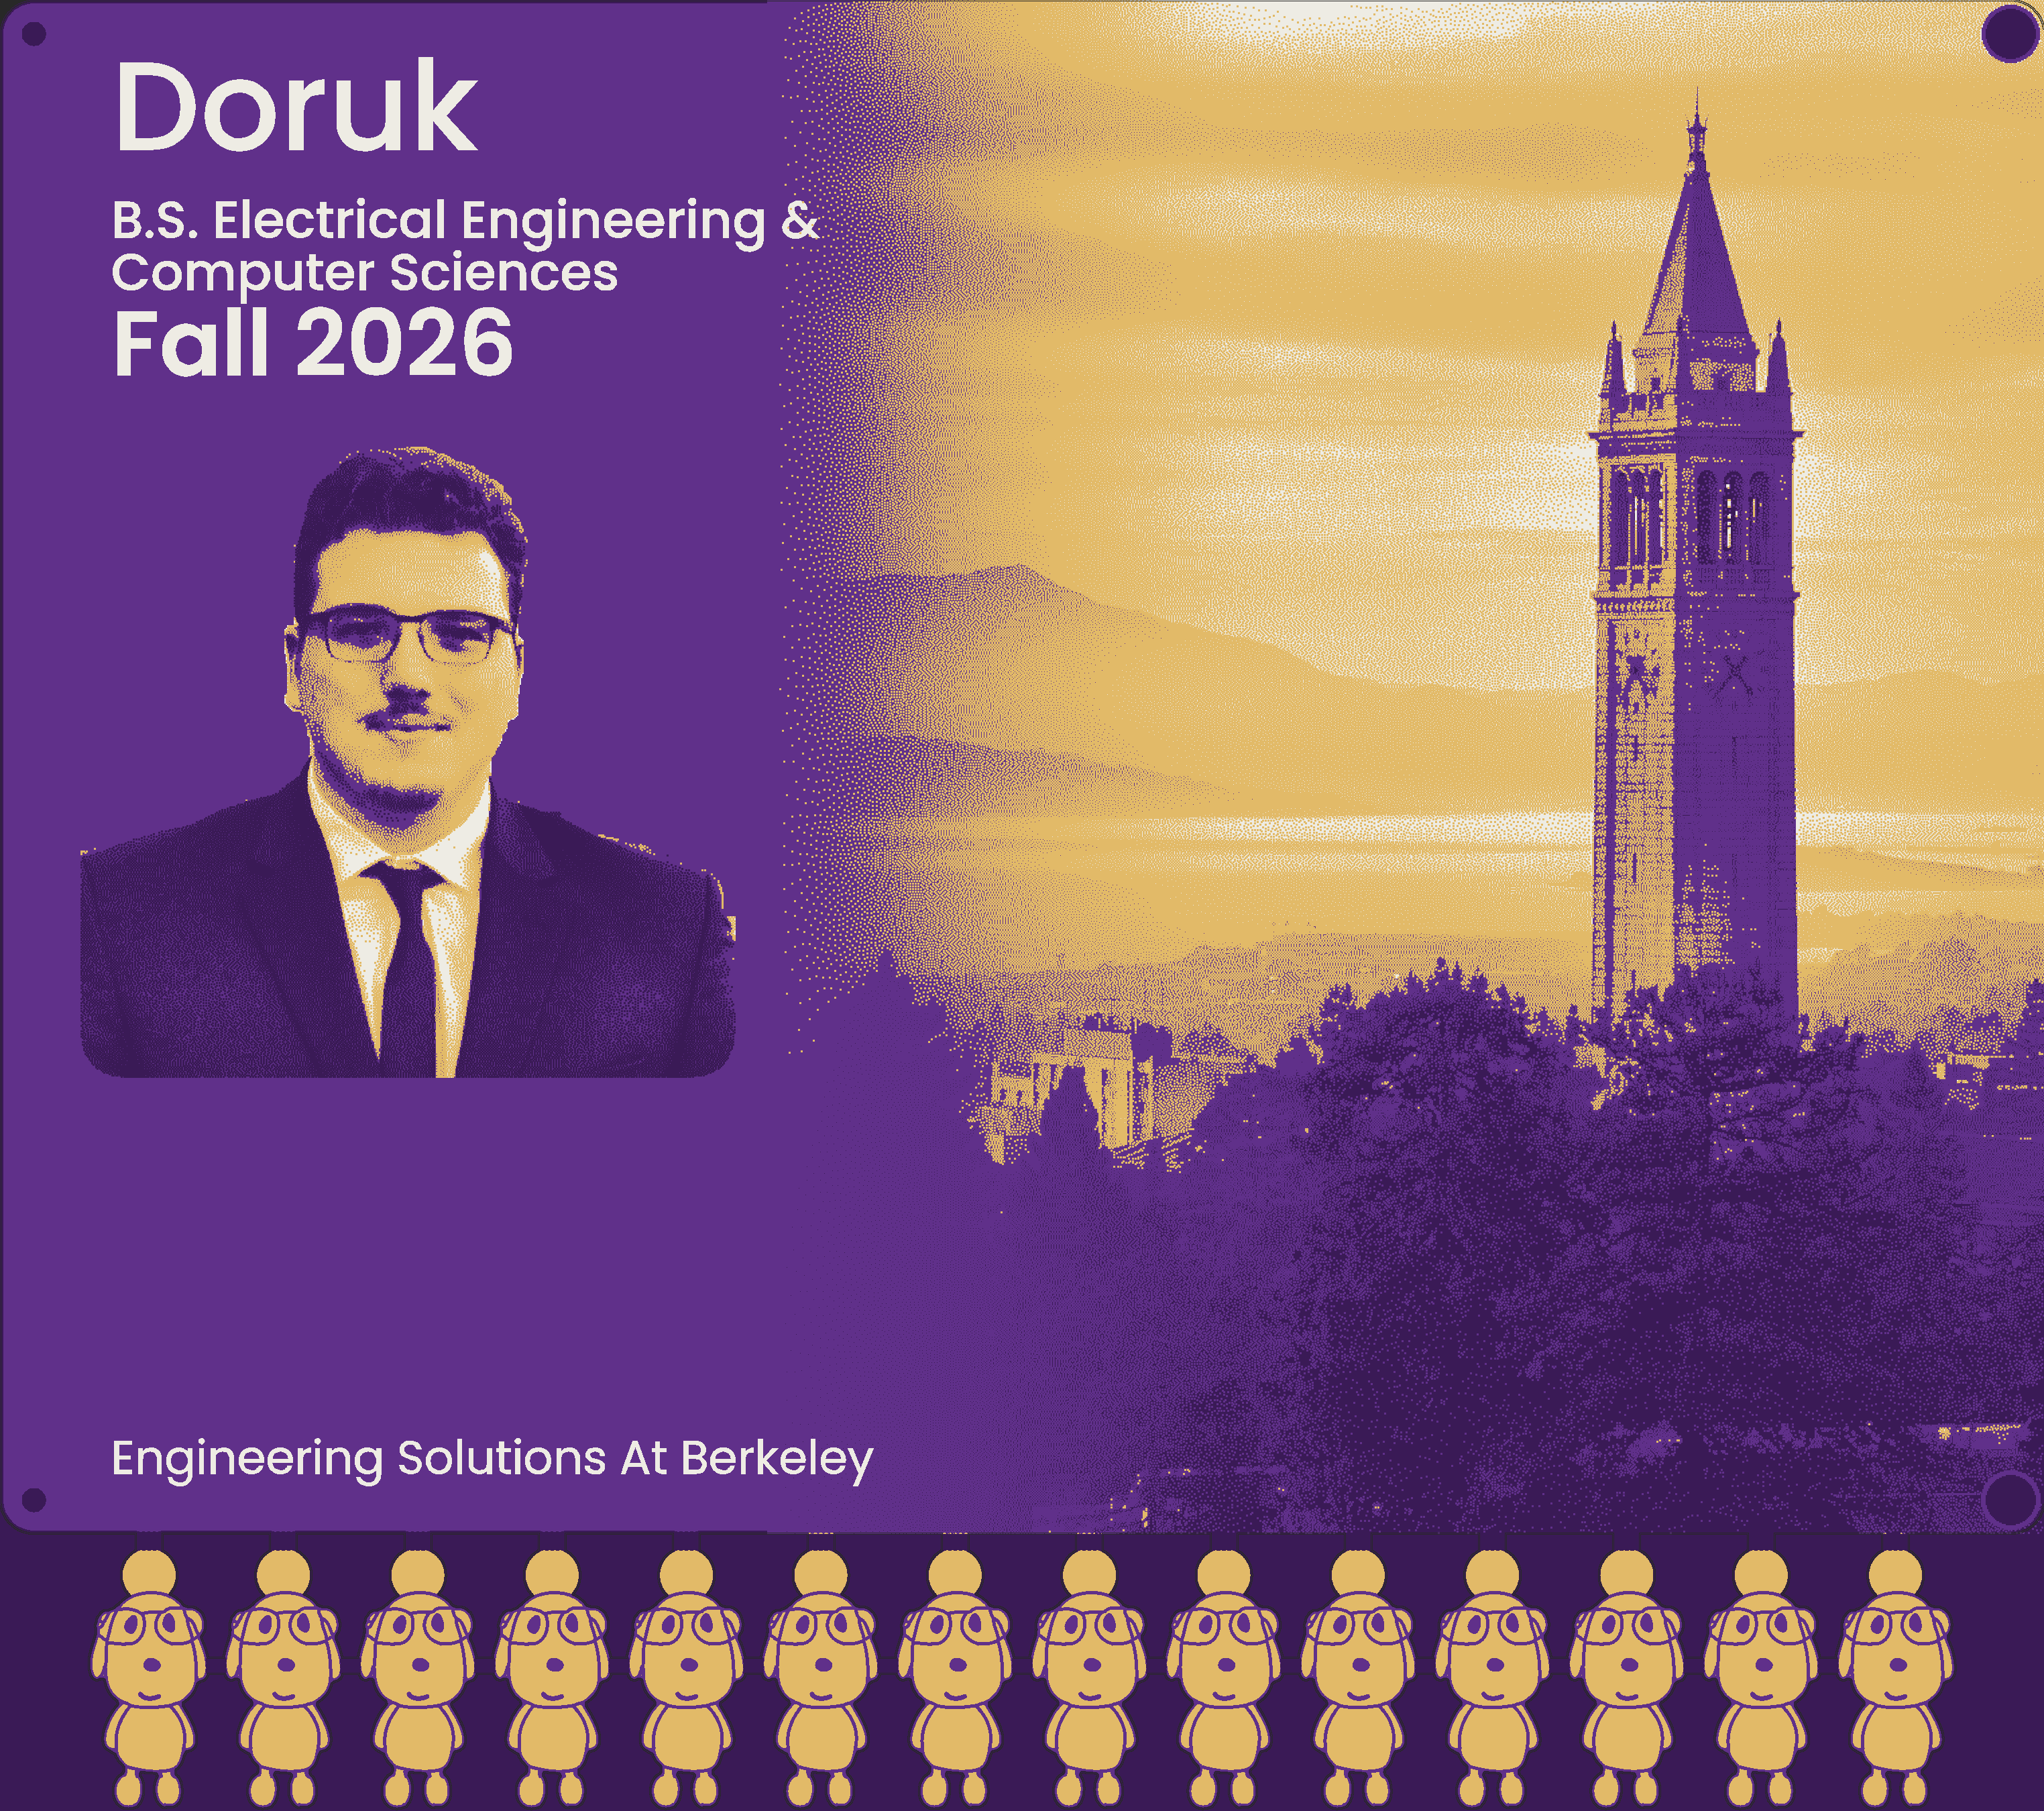 Doruk
B.S. Electrical Engineering &
Computer Sciences
Fall 2026
Engineering Solutions At Berkeley